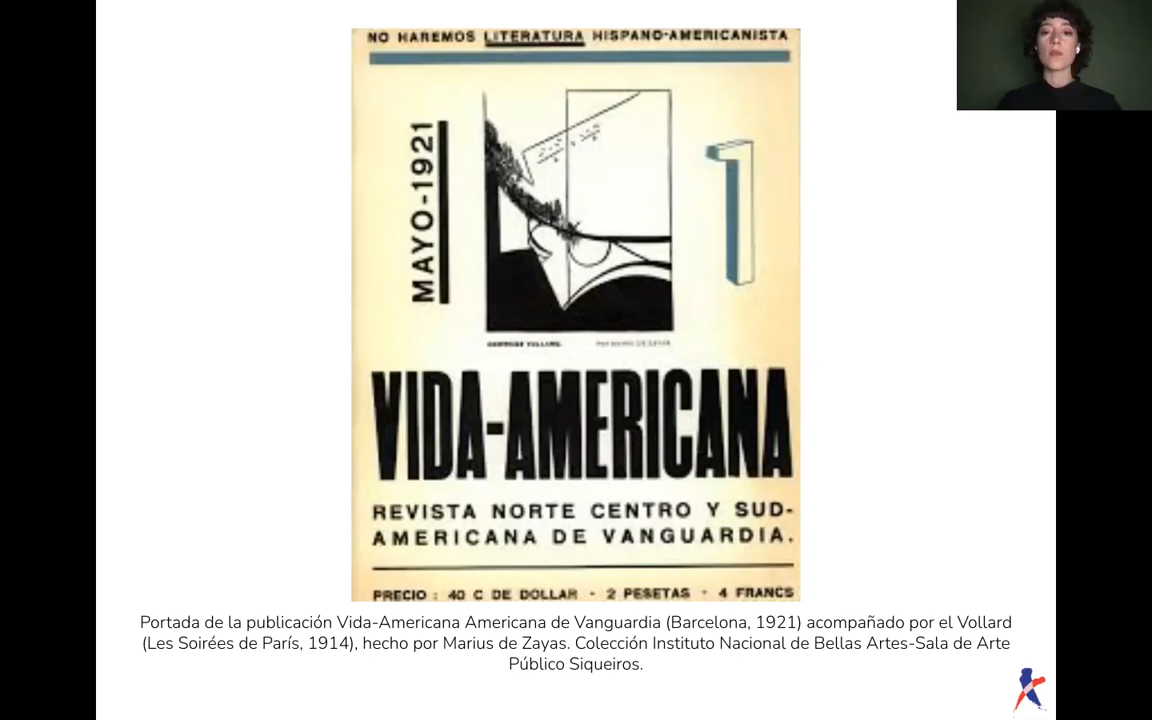 NO HAREMOS LITERATURA HISPANO-AMERICANISTA
MAYO-1921
1
VIDA-AMERICANA
REVISTA NORTE CENTRO Y SUD-
AMERICANA DE VANGUARDIA.
PRECIO : 40 C DE DOLLAR - 2 PESETAS - 4 FRANCS
Portada de la publicación Vida-Americana Americana de Vanguardia (Barcelona, 1921) acompañado por el Vollard
(Les Soirées de París, 1914), hecho por Marius de Zayas. Colección Instituto Nacional de Bellas Artes-Sala de Arte
Público Siqueiros.